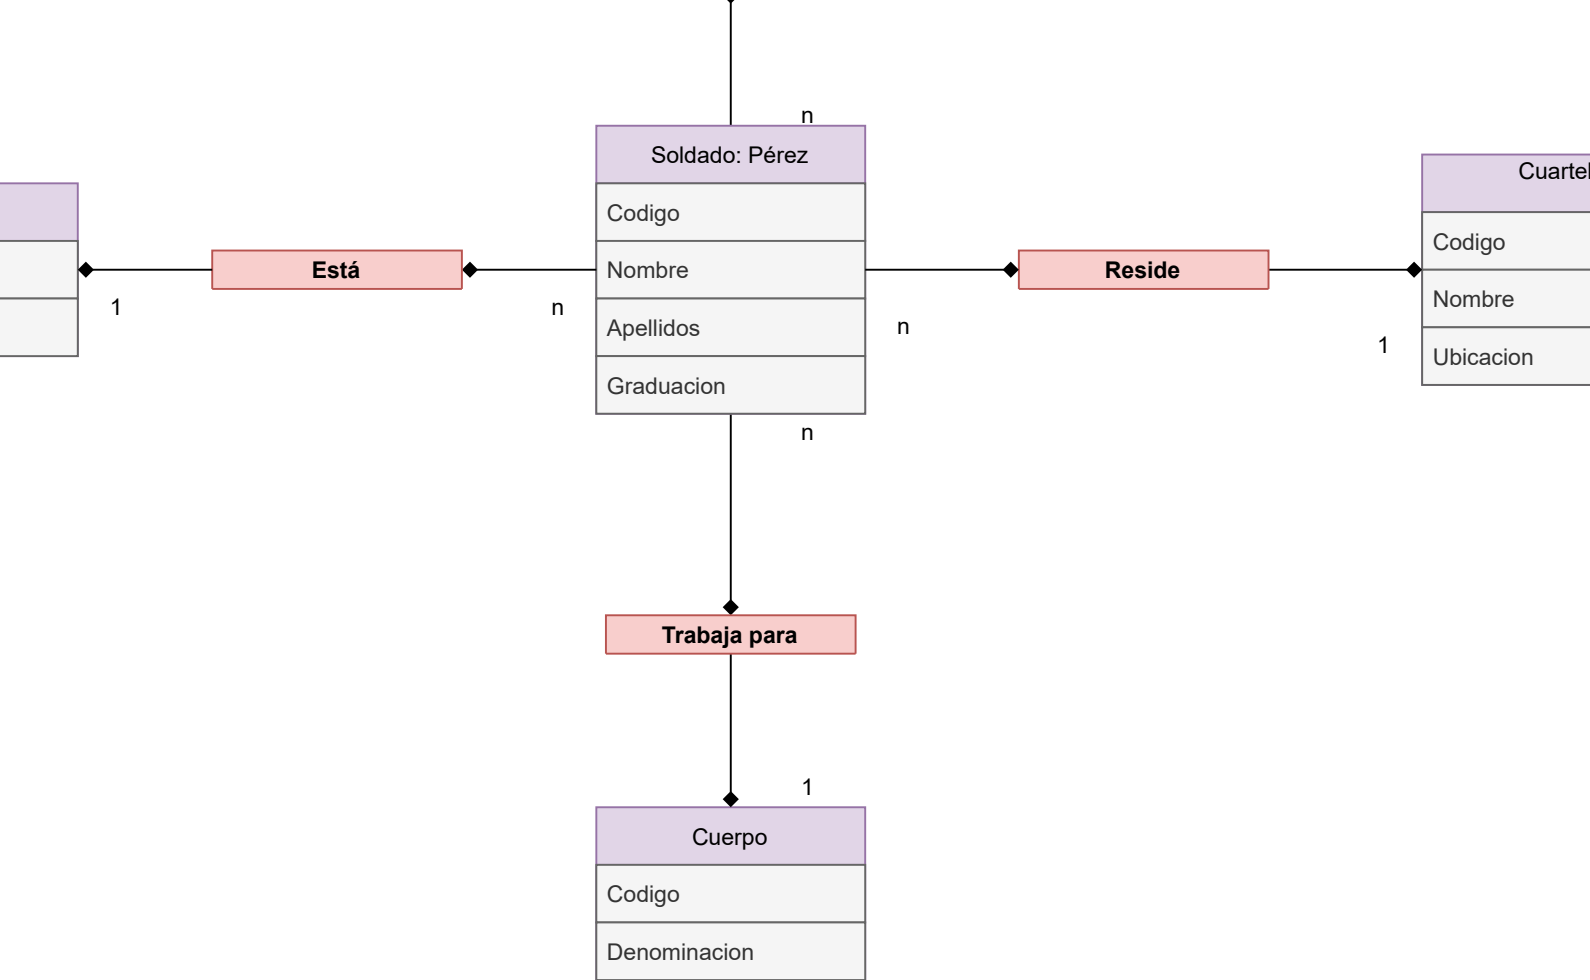 n
Soldado: Pérez
Codigo
Nombre
Apellidos
Graduacion
Está
1
n
Reside
n
1
Cuartel
Codigo
Nombre
Ubicacion
n
Trabaja para
1
Cuerpo
Codigo
Denominacion